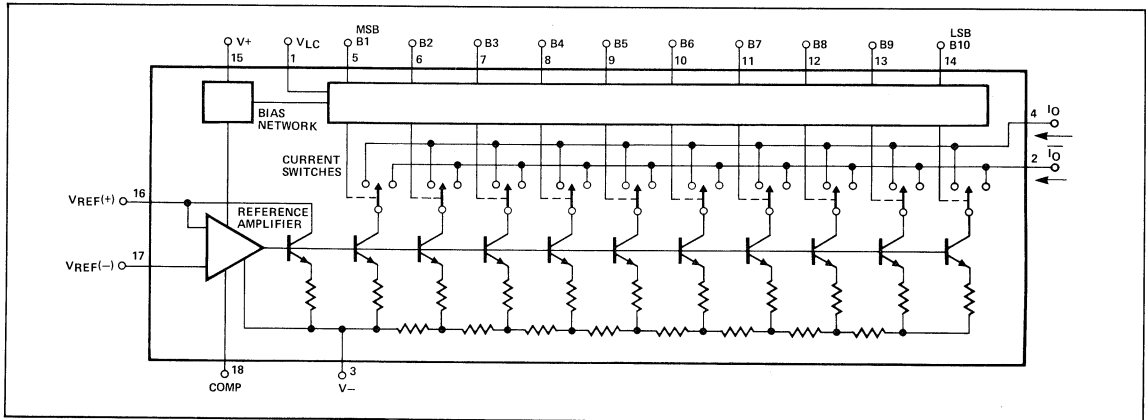 V+
15
VLC
1
MSB
B1
5
B2
6
B3
7
B4
8
B5
9
B6
10
B7
11
B8
12
B9
13
LSB
B10
14
BIAS
NETWORK
4
IO
CURRENT
SWITCHES
2
IO
VREF(+)
16
REFERENCE
AMPLIFIER
VREF(−)
17
18
COMP
3
V−